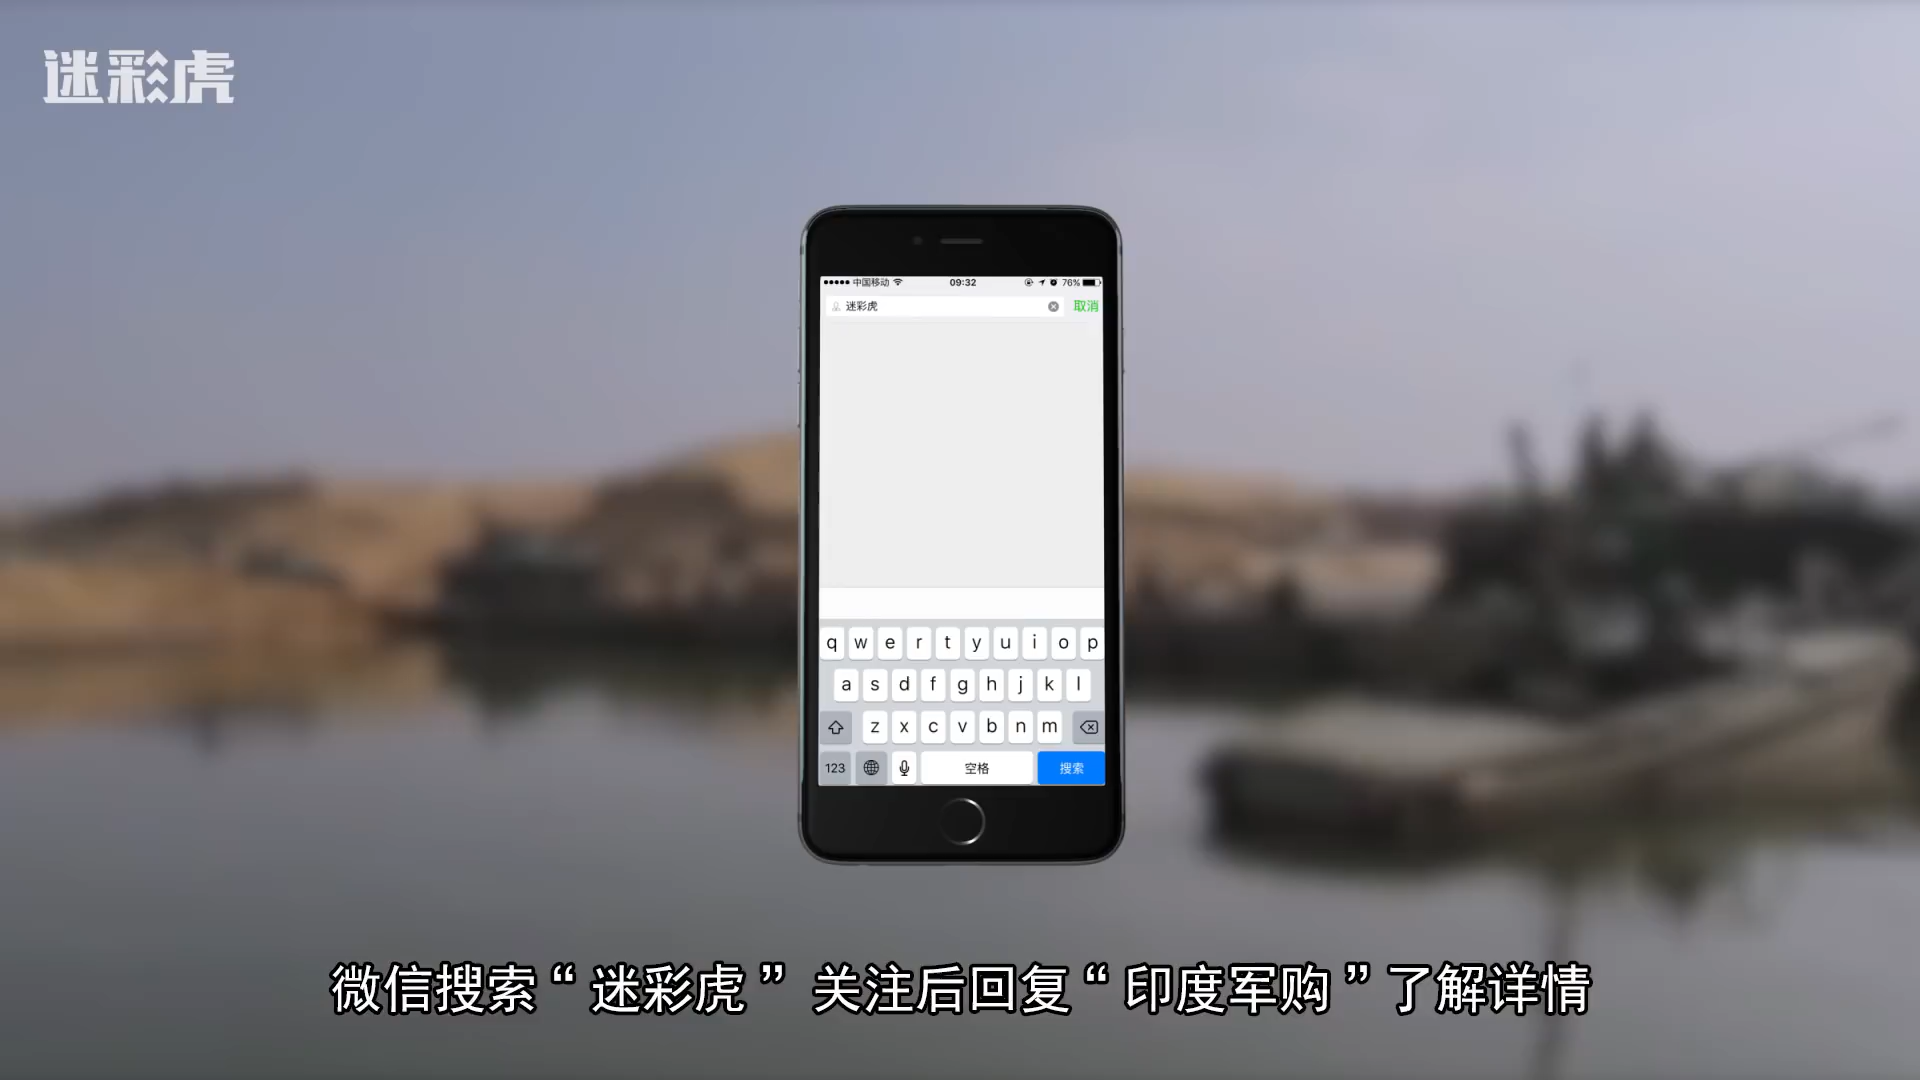 迷彩虎
中国移动 09:32 76%
迷彩虎 取消
q w e r t y u i o p
a s d f g h j k l
z x c v b n m
123 空格 搜索
微信搜索“迷彩虎” 关注后回复“印度军购”了解详情